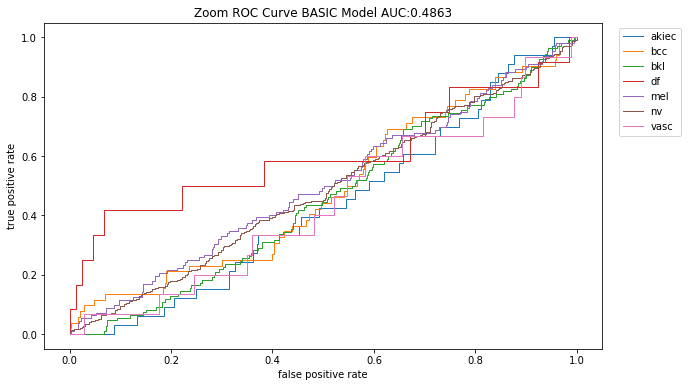 Zoom ROC Curve BASIC Model AUC:0.4863
akiec
bcc
bkl
df
mel
nv
vasc
true positive rate
1.0
0.8
0.6
0.4
0.2
0.0
0.0 0.2 0.4 0.6 0.8 1.0
false positive rate